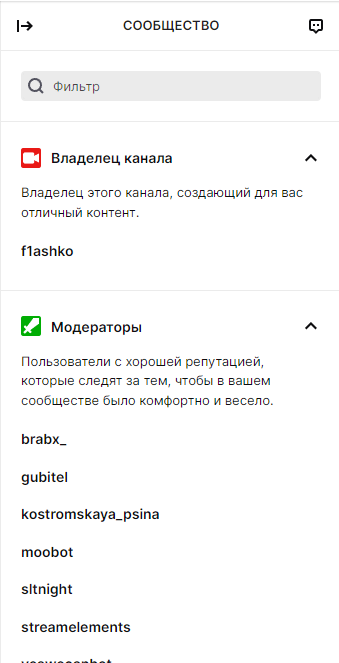 СООБЩЕСТВО
Фильтр
Владелец канала
Владелец этого канала, создающий для вас
отличный контент.
f1ashko
Модераторы
Пользователи с хорошей репутацией,
которые следят за тем, чтобы в вашем
сообществе было комфортно и весело.
brabx_
gubitel
kostromskaya_psina
moobot
sltnight
streamelements